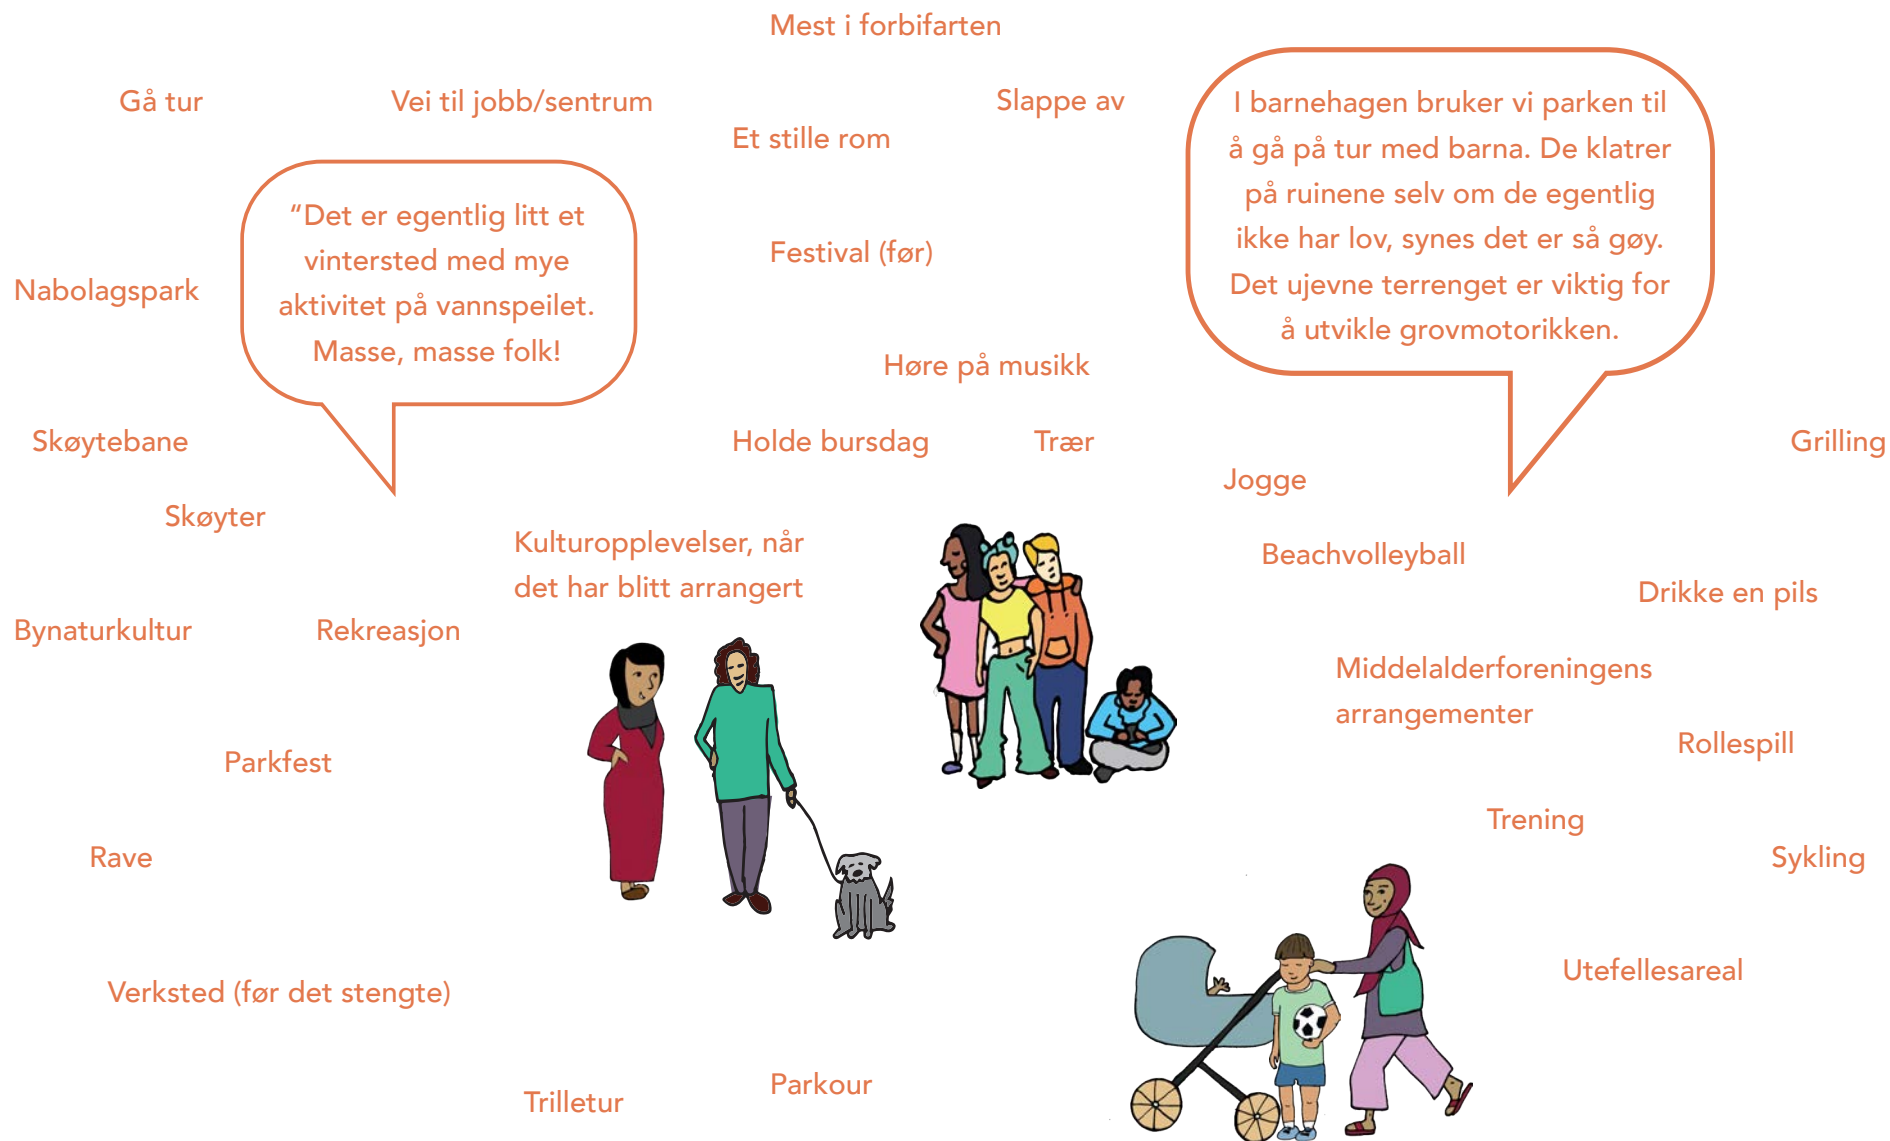 Mest i forbifarten
Gå tur
Vei til jobb/sentrum
Slappe av
Et stille rom
I barnehagen bruker vi parken til
å gå på tur med barna. De klatrer
på ruinene selv om de egentlig
ikke har lov, synes det er så gøy.
Det ujevne terrenget er viktig for
å utvikle grovmotorikken.
“Det er egentlig litt et
vintersted med mye
aktivitet på vannspeilet.
Masse, masse folk!
Festival (før)
Nabolagspark
Høre på musikk
Skøytebane
Holde bursdag
Trær
Grilling
Jogge
Skøyter
Kulturopplevelser, når
det har blitt arrangert
Beachvolleyball
Drikke en pils
Bynaturkultur
Rekreasjon
Middelalderforeningens
arrangementer
Rollespill
Parkfest
Trening
Rave
Sykling
Utefellesareal
Verksted (før det stengte)
Parkour
Trilletur